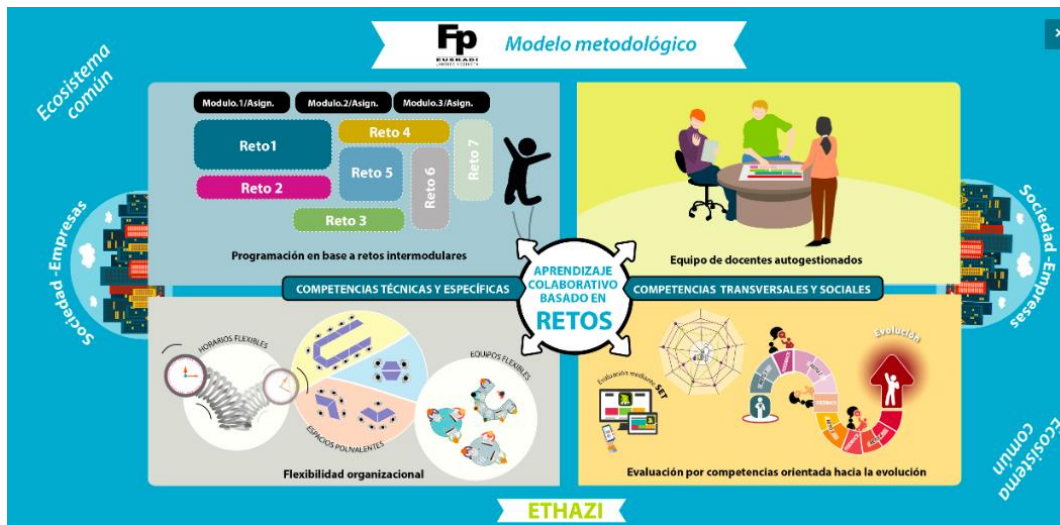 Fp
EUSKADI
Modelo metodológico
Ecosistema
común
Modulo.1/Asign.
Modulo.2/Asign.
Modulo.3/Asign.
Reto1
Reto 2
Reto 3
Reto 4
Reto 5
Reto 6
Reto 7
Programación en base a retos intermodulares
Equipo de docentes autogestionados
Sociedad -Empresas
Sociedad -Empresas
COMPETENCIAS TÉCNICAS Y ESPECÍFICAS
APRENDIZAJE
COLABORATIVO
BASADO EN
RETOS
COMPETENCIAS TRANSVERSALES Y SOCIALES
HORARIOS FLEXIBLES
ESPACIOS POLIVALENTES
EQUIPOS FLEXIBLES
Flexibilidad organizacional
Evaluación mediante SET
Evolución
Evaluación por competencias orientada hacia la evolución
Ecosistema
común
ETHAZI